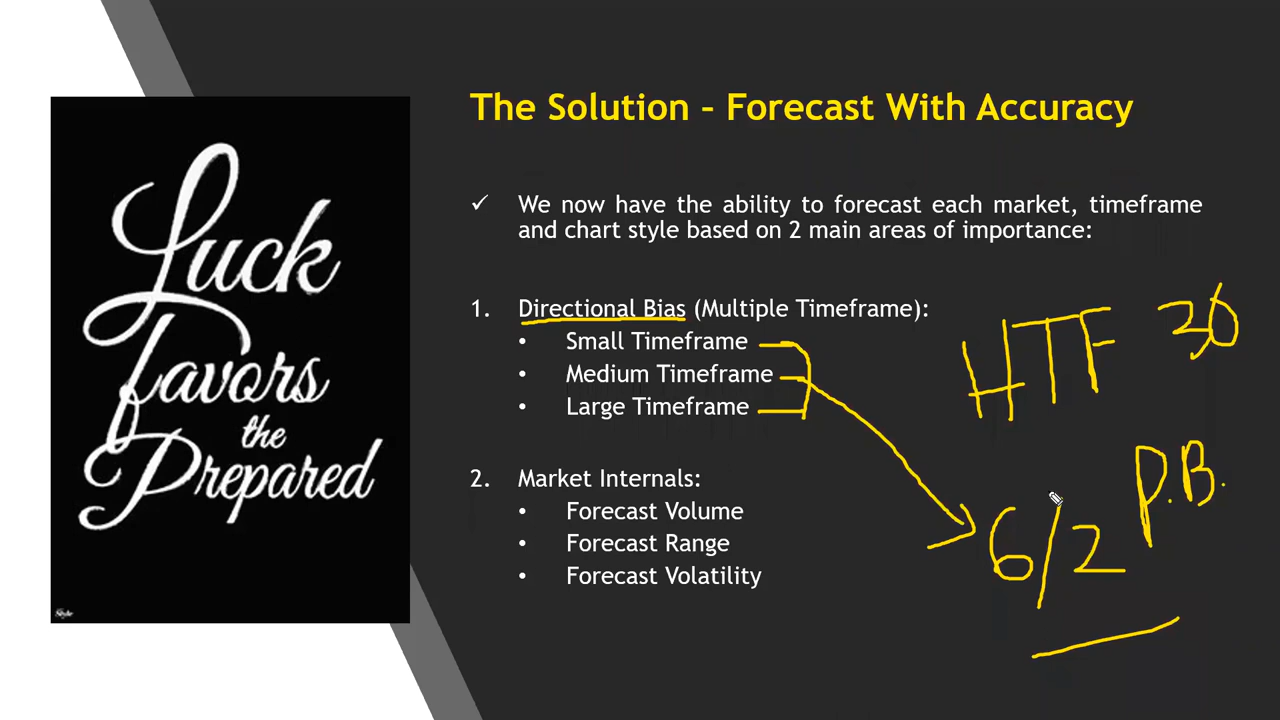 Luck
Favors
the
Prepared
The Solution – Forecast With Accuracy
✓ We now have the ability to forecast each market, timeframe
and chart style based on 2 main areas of importance:
1. Directional Bias (Multiple Timeframe):
• Small Timeframe
• Medium Timeframe
• Large Timeframe
HTF 30
2. Market Internals:
• Forecast Volume
• Forecast Range
• Forecast Volatility
P.B.
6/2